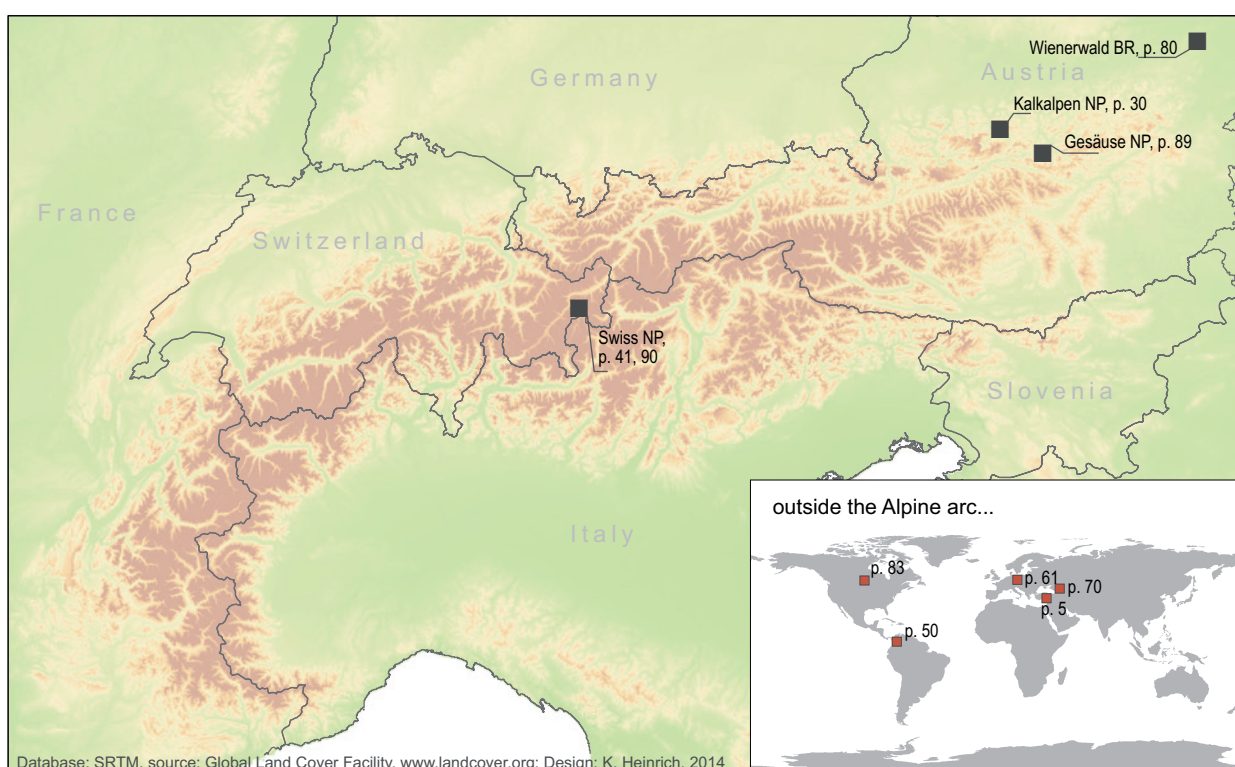 Wienerwald BR, p. 80
Germany
Austria
Kalkalpen NP, p. 30
Gesäuse NP, p. 89
France
Switzerland
Swiss NP,
p. 41, 90
Slovenia
Italy
outside the Alpine arc...
p. 83
p. 61
p. 70
p. 5
p. 50
Database: SRTM, source: Global Land Cover Facility, www.landcover.org; Design: K. Heinrich, 2014